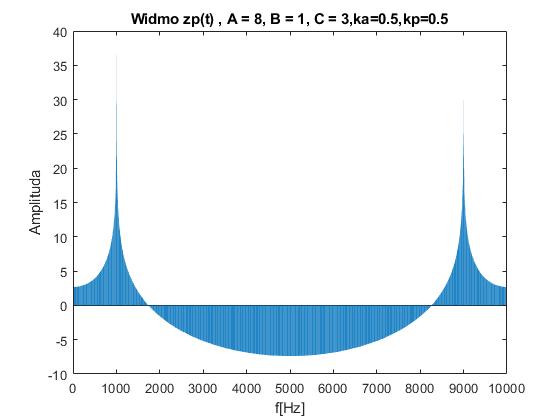 Widmo zp(t) , A = 8, B = 1, C = 3,ka=0.5,kp=0.5
40
35
30
25
20
15
10
5
0
-5
-10
Amplituda
0 1000 2000 3000 4000 5000 6000 7000 8000 9000 10000
f[Hz]